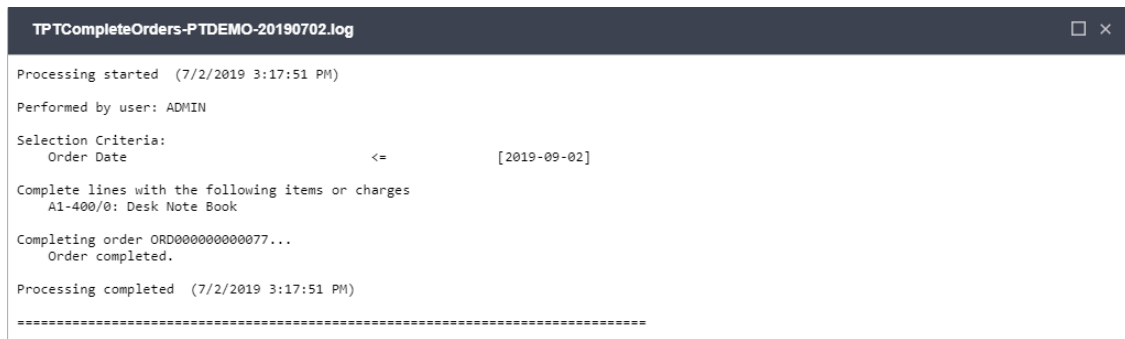 TPTCompleteOrders-PTDEMO-20190702.log
Processing started  (7/2/2019 3:17:51 PM)
Performed by user: ADMIN
Selection Criteria:
Order Date <= [2019-09-02]
Complete lines with the following items or charges
A1-400/0: Desk Note Book
Completing order ORD000000000077...
Order completed.
Processing completed  (7/2/2019 3:17:51 PM)
================================================================================